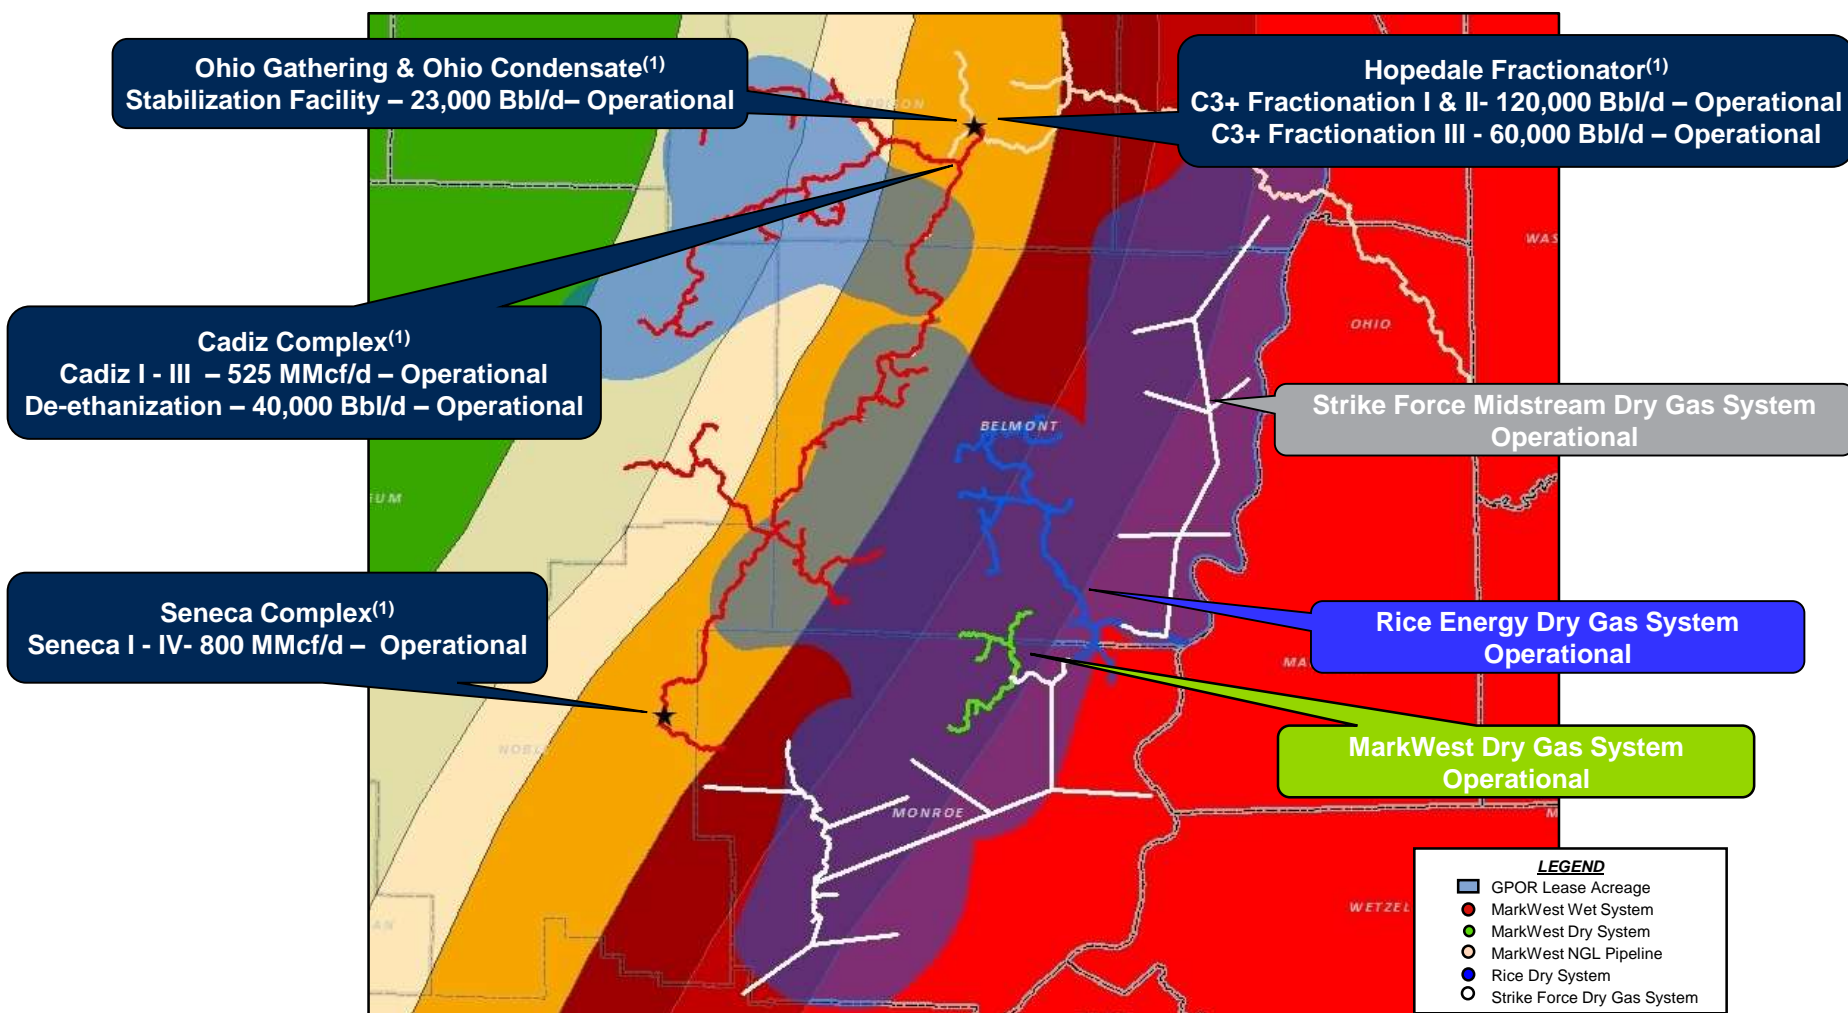 Ohio Gathering & Ohio Condensate(1)
Stabilization Facility – 23,000 Bbl/d– Operational
Hopedale Fractionator(1)
C3+ Fractionation I & II- 120,000 Bbl/d – Operational
C3+ Fractionation III - 60,000 Bbl/d – Operational
OHIO
Cadiz Complex(1)
Cadiz I - III – 525 MMcf/d – Operational
De-ethanization – 40,000 Bbl/d – Operational
Strike Force Midstream Dry Gas System
Operational
BELMONT
Seneca Complex(1)
Seneca I - IV- 800 MMcf/d – Operational
Rice Energy Dry Gas System
Operational
MarkWest Dry Gas System
Operational
NOBLE
MONROE
WETZEL
LEGEND
GPOR Lease Acreage
MarkWest Wet System
MarkWest Dry System
MarkWest NGL Pipeline
Rice Dry System
Strike Force Dry Gas System